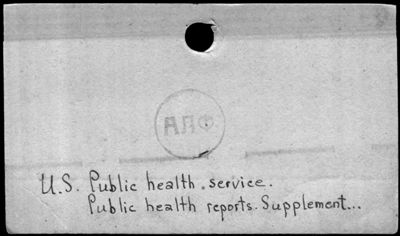 АЛФ
U.S. Public health service.
Public health reports. Supplement...